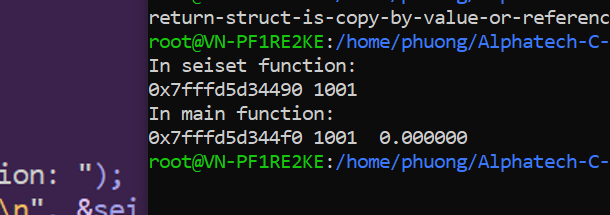 return-struct-is-copy-by-value-or-referenc
root@VN-PF1RE2KE:/home/phuong/Alphatech-C-
In seiset function:
0x7fffd5d34490 1001
In main function:
0x7fffd5d344f0 1001  0.000000
root@VN-PF1RE2KE:/home/phuong/Alphatech-C-
ion: ");
\n", &sei